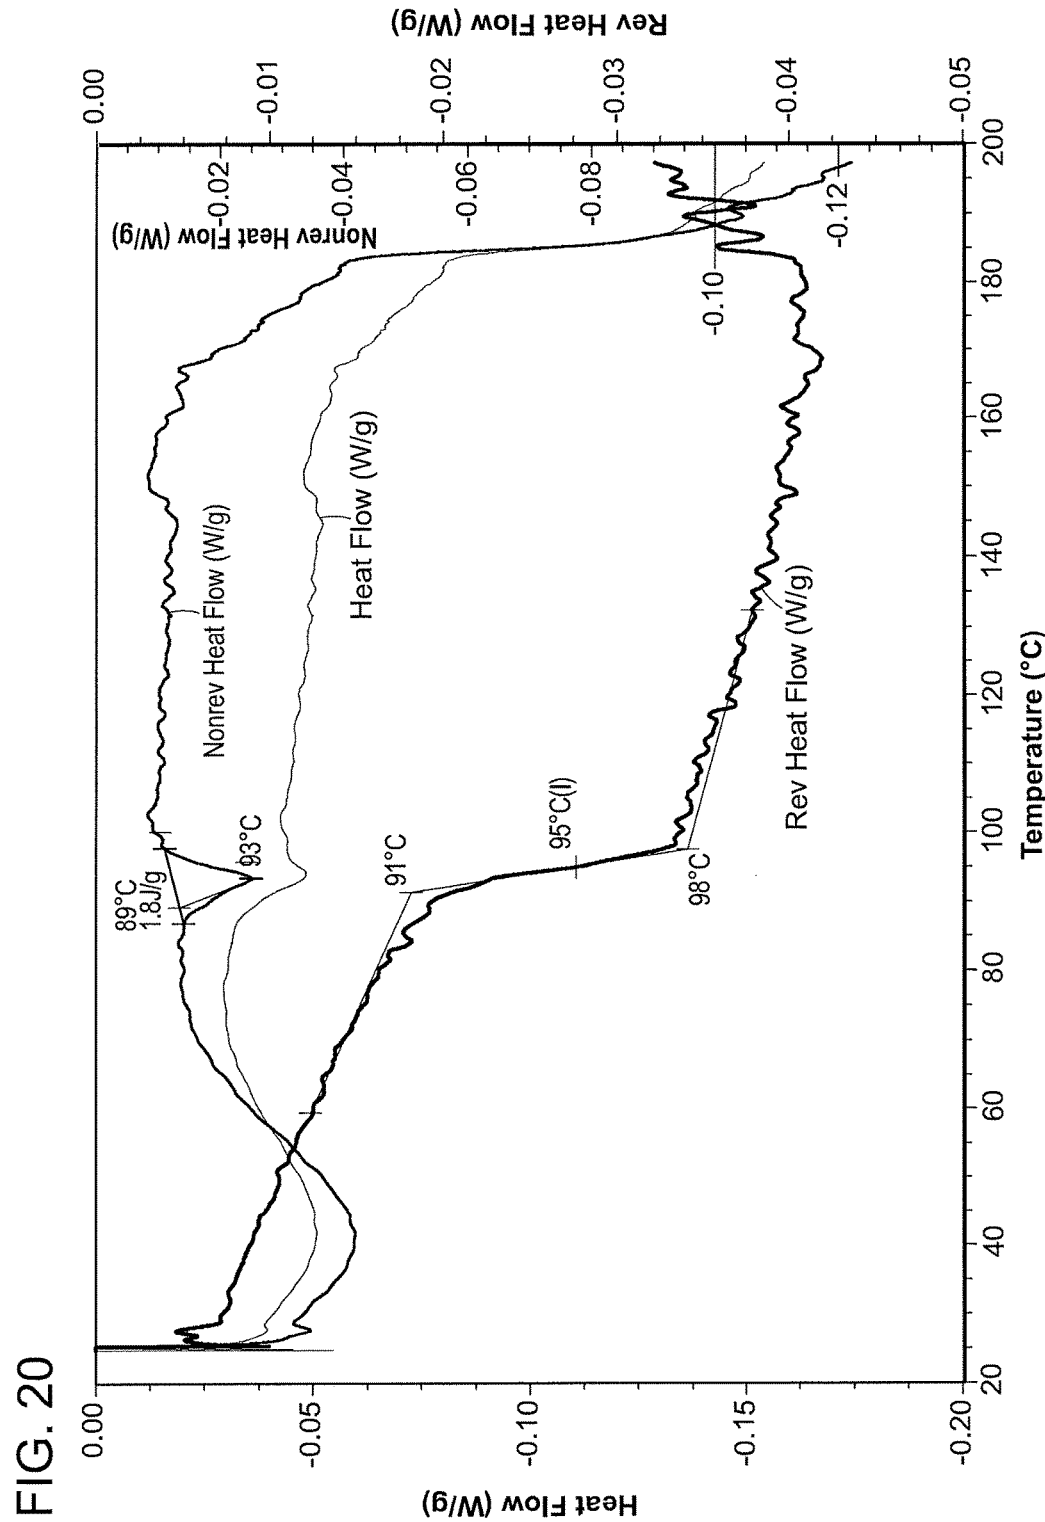 FIG. 20
Heat Flow (W/g)
0.00
-0.05
-0.10
-0.15
-0.20
20
40
60
80
100
120
140
160
180
200
Temperature (°C)
0.00
-0.01
-0.02
-0.03
-0.04
-0.05
Rev Heat Flow (W/g)
Nonrev Heat Flow (W/g)
-0.02
-0.04
-0.06
-0.08
-0.10
-0.12
89°C
1.8J/g
93°C
Nonrev Heat Flow (W/g)
Heat Flow (W/g)
91°C
95°C(I)
98°C
Rev Heat Flow (W/g)